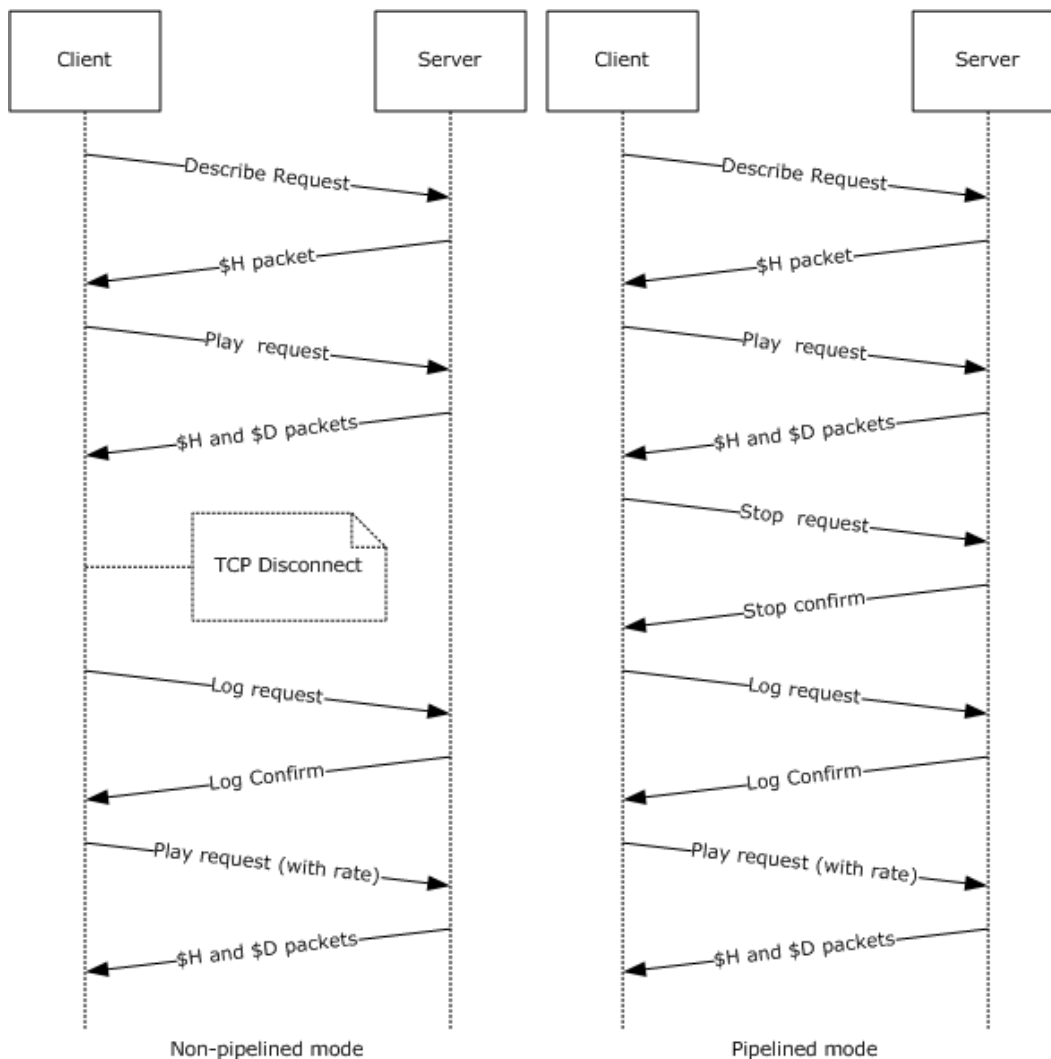 Client
Server
Describe Request
$H packet
Play request
$H and $D packets
TCP Disconnect
Log request
Log Confirm
Play request (with rate)
$H and $D packets
Non-pipelined mode
Client
Server
Describe Request
$H packet
Play request
$H and $D packets
Stop request
Stop confirm
Log request
Log Confirm
Play request (with rate)
$H and $D packets
Pipelined mode